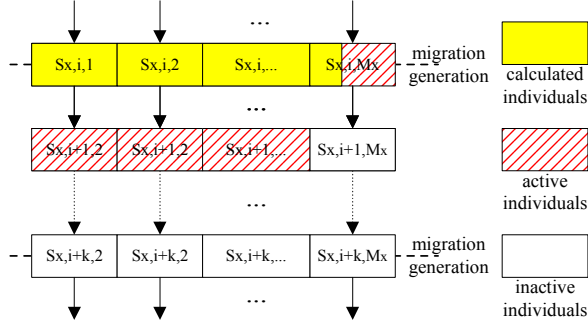 ...
Sx,i,1 Sx,i,2 Sx,i,... Sx,i,Mx
migration
generation
calculated
individuals
...
Sx,i+1,2 Sx,i+1,2 Sx,i+1,... Sx,i+1,Mx
active
individuals
...
Sx,i+k,2 Sx,i+k,2 Sx,i+k,... Sx,i+k,Mx
migration
generation
inactive
individuals
...